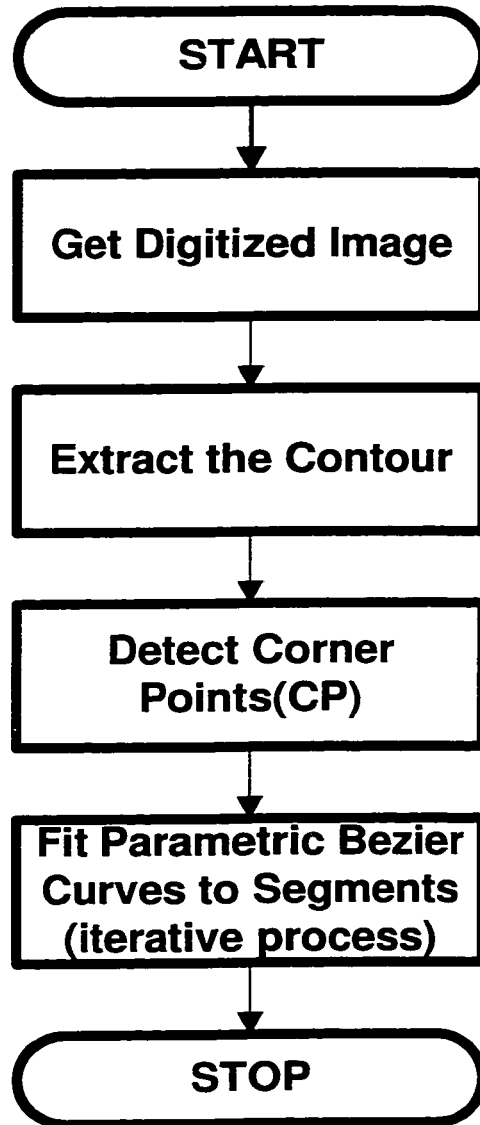 START
Get Digitized Image
Extract the Contour
Detect Corner
Points(CP)
Fit Parametric Bezier
Curves to Segments
(iterative process)
STOP